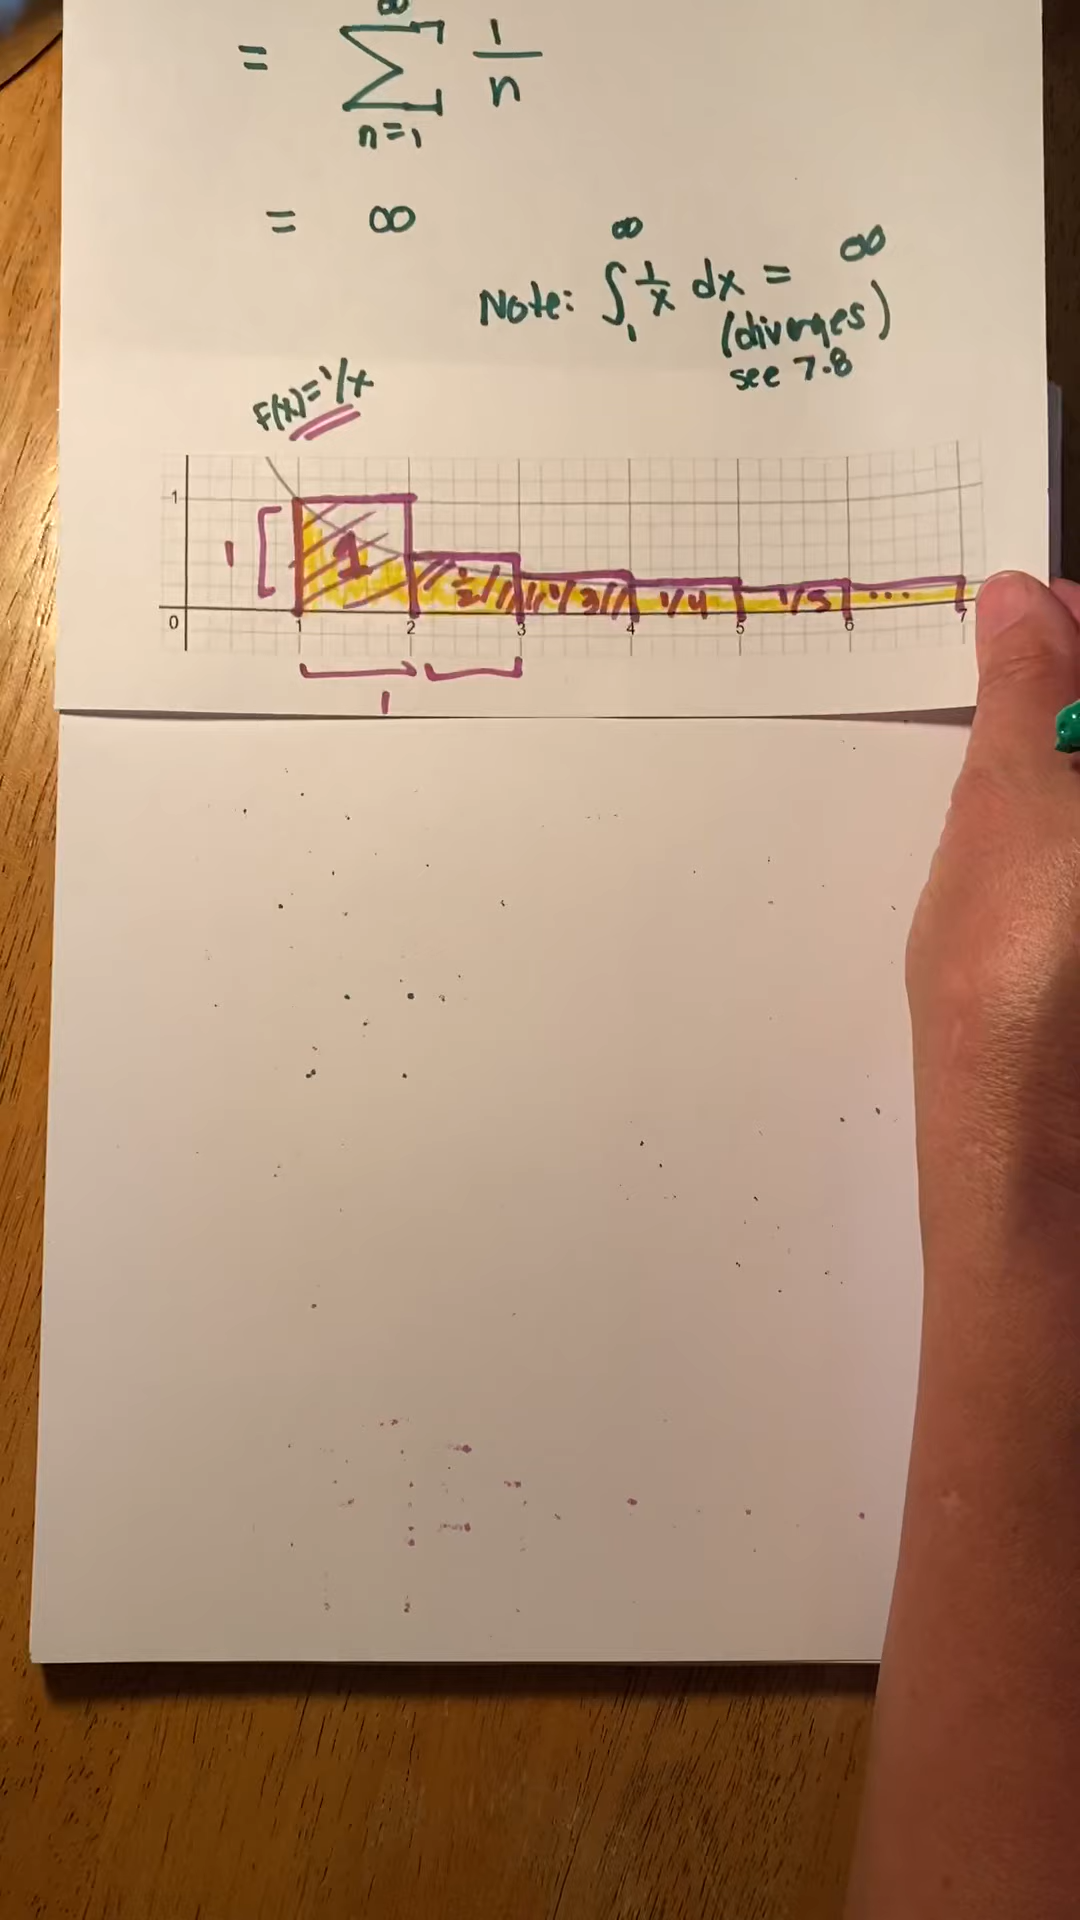 ∞
= Σ 1/n
n=1
= ∞
Note: ∫₁^∞ 1/x dx = ∞
(diverges)
see 7.8
F(x)=1/x
1
1 1 1/2 1/3 1/4 1/5 ...
0 1 2 3 4 5 6 7
1